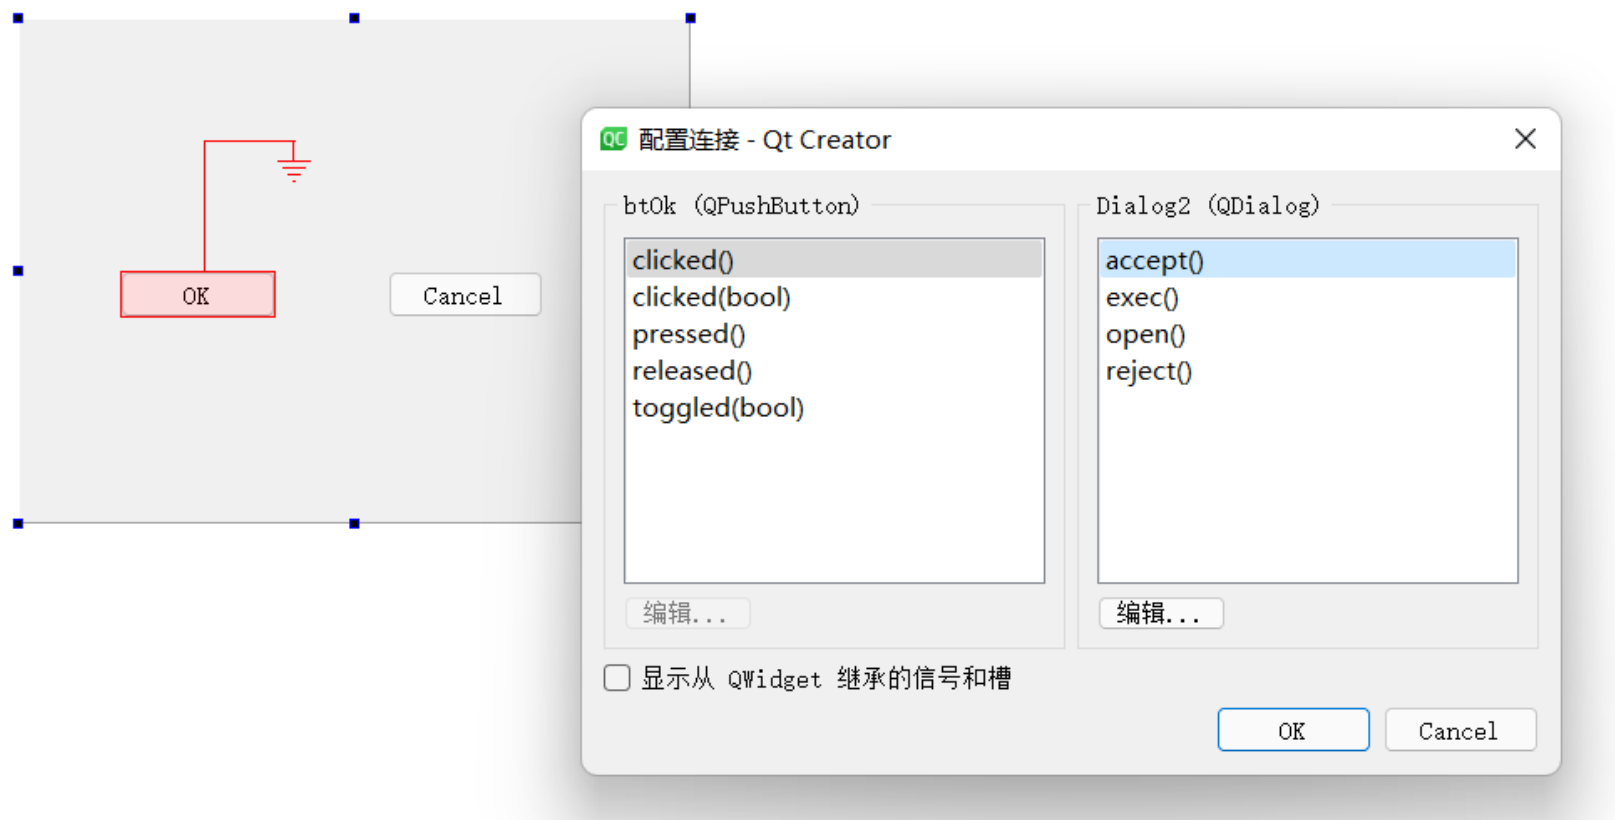 OK
Cancel
QC 配置连接 - Qt Creator
btOk (QPushButton)
clicked()
clicked(bool)
pressed()
released()
toggled(bool)
编辑...
Dialog2 (QDialog)
accept()
exec()
open()
reject()
编辑...
显示从 QWidget 继承的信号和槽
OK
Cancel